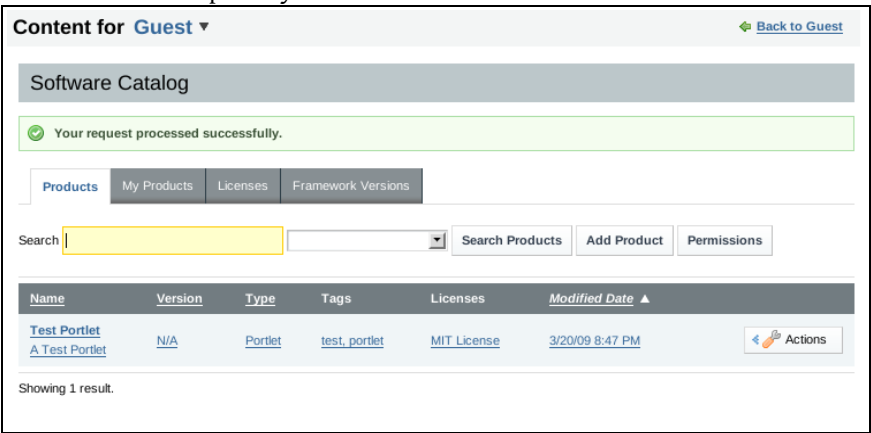 Content for Guest ▼
Back to Guest
Software Catalog
Your request processed successfully.
Products My Products Licenses Framework Versions
Search Search Products Add Product Permissions
Name Version Type Tags Licenses Modified Date ▲
Test Portlet
A Test Portlet N/A Portlet test, portlet MIT License 3/20/09 8:47 PM Actions
Showing 1 result.